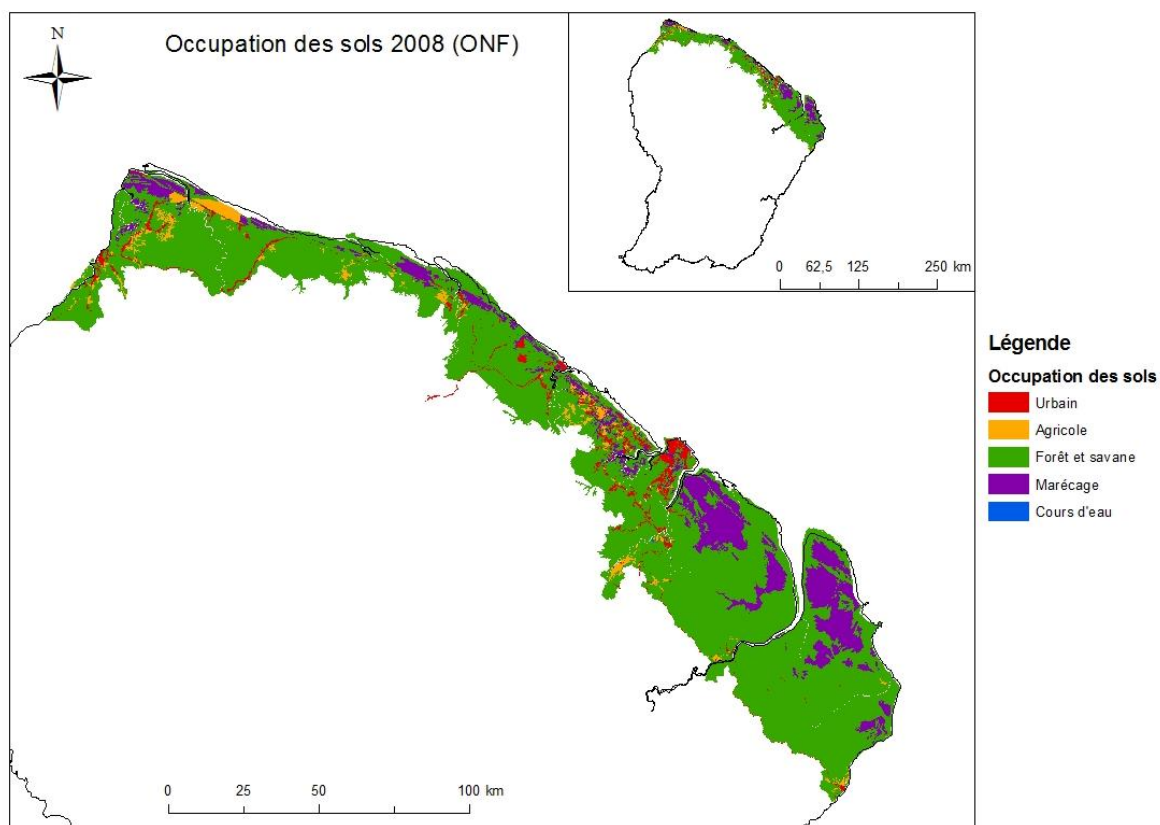 N
Occupation des sols 2008 (ONF)
0 62,5 125 250 km
Légende
Occupation des sols
Urbain
Agricole
Forêt et savane
Marécage
Cours d'eau
0 25 50 100 km